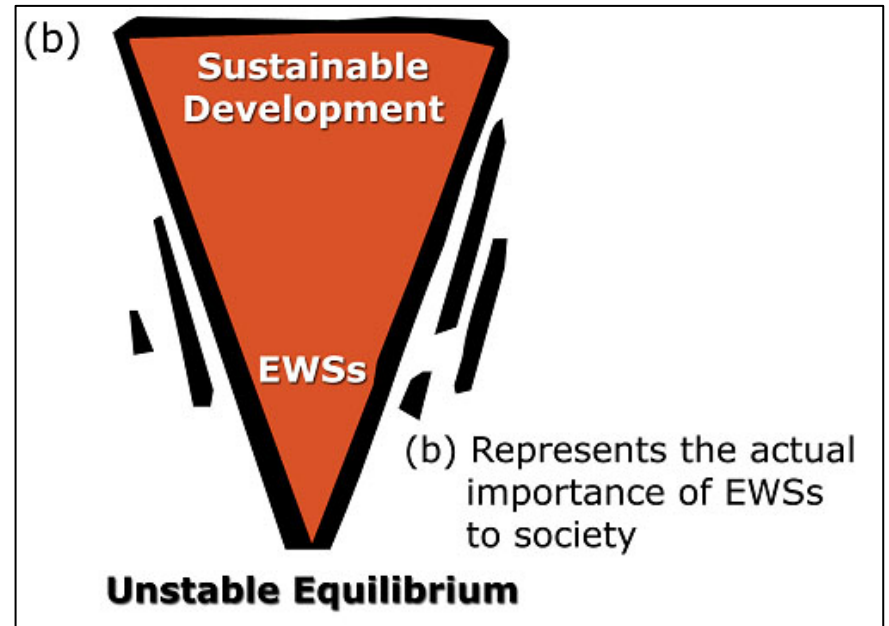 (b)
Sustainable
Development
EWSs
(b) Represents the actual
importance of EWSs
to society
Unstable Equilibrium